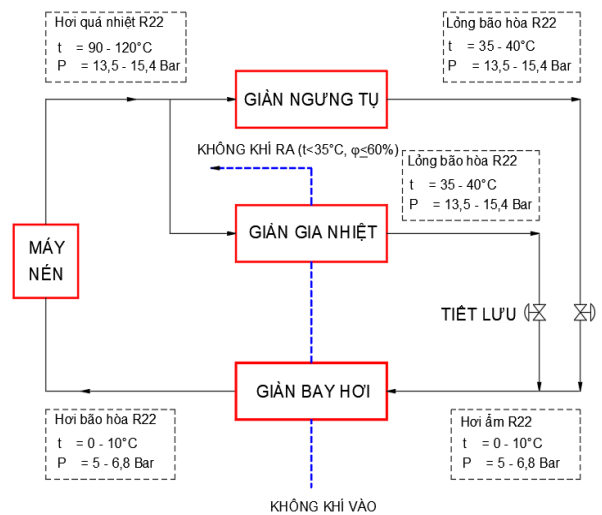 Hơi quá nhiệt R22
t = 90 - 120°C
P = 13,5 - 15,4 Bar
Lỏng bão hòa R22
t = 35 - 40°C
P = 13,5 - 15,4 Bar
GIÀN NGƯNG TỤ
KHÔNG KHÍ RA (t<35°C, φ≤60%)
Lỏng bão hòa R22
t = 35 - 40°C
P = 13,5 - 15,4 Bar
GIÀN GIA NHIỆT
MÁY
NÉN
TIẾT LƯU
GIÀN BAY HƠI
Hơi bão hòa R22
t = 0 - 10°C
P = 5 - 6,8 Bar
Hơi ẩm R22
t = 0 - 10°C
P = 5 - 6,8 Bar
KHÔNG KHÍ VÀO